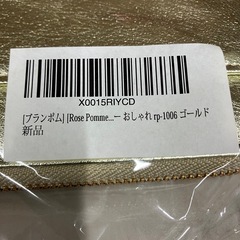 X0015RIYCD
[ブランポム] [Rose Pomme...ー おしゃれ rp-1006 ゴールド
新品